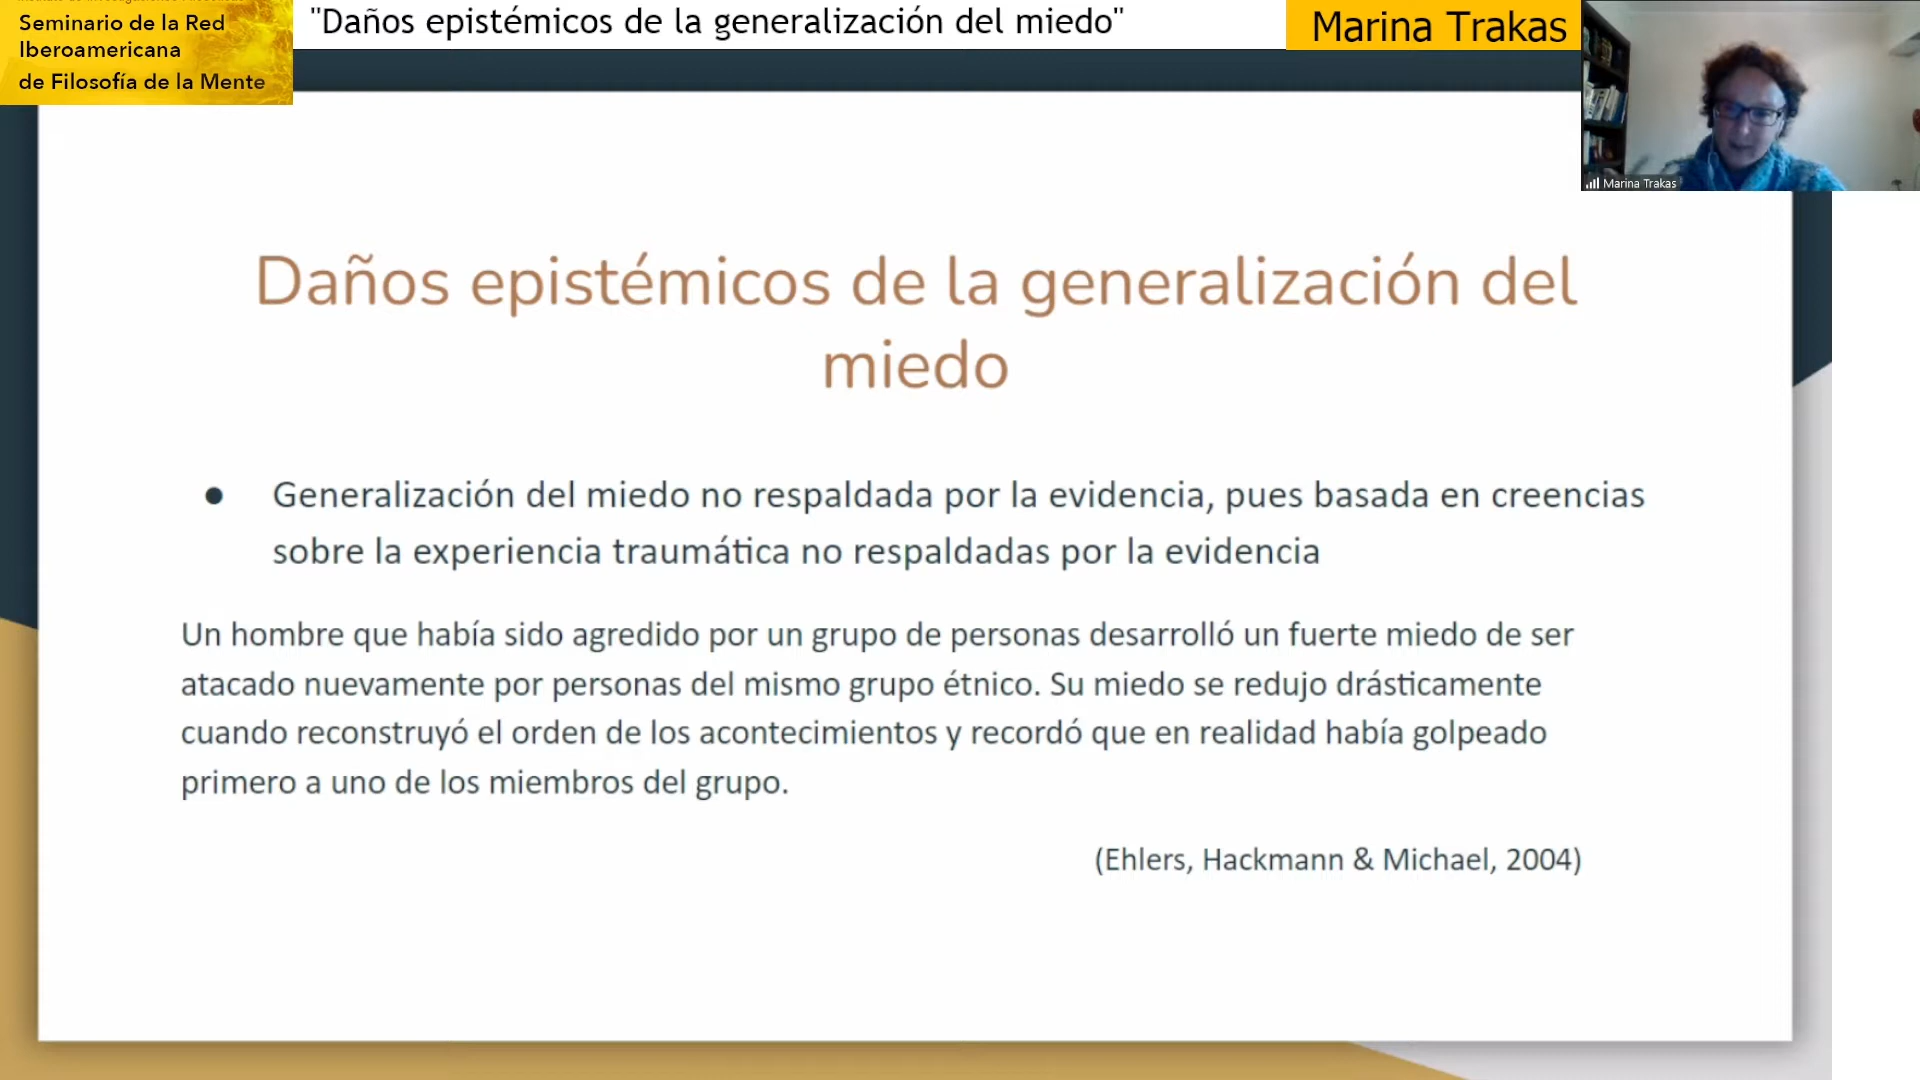 Seminario de la Red
Iberoamericana
de Filosofía de la Mente
"Daños epistémicos de la generalización del miedo"
Marina Trakas
Marina Trakas
Daños epistémicos de la generalización del
miedo
● Generalización del miedo no respaldada por la evidencia, pues basada en creencias
sobre la experiencia traumática no respaldadas por la evidencia
Un hombre que había sido agredido por un grupo de personas desarrolló un fuerte miedo de ser
atacado nuevamente por personas del mismo grupo étnico. Su miedo se redujo drásticamente
cuando reconstruyó el orden de los acontecimientos y recordó que en realidad había golpeado
primero a uno de los miembros del grupo.
(Ehlers, Hackmann & Michael, 2004)